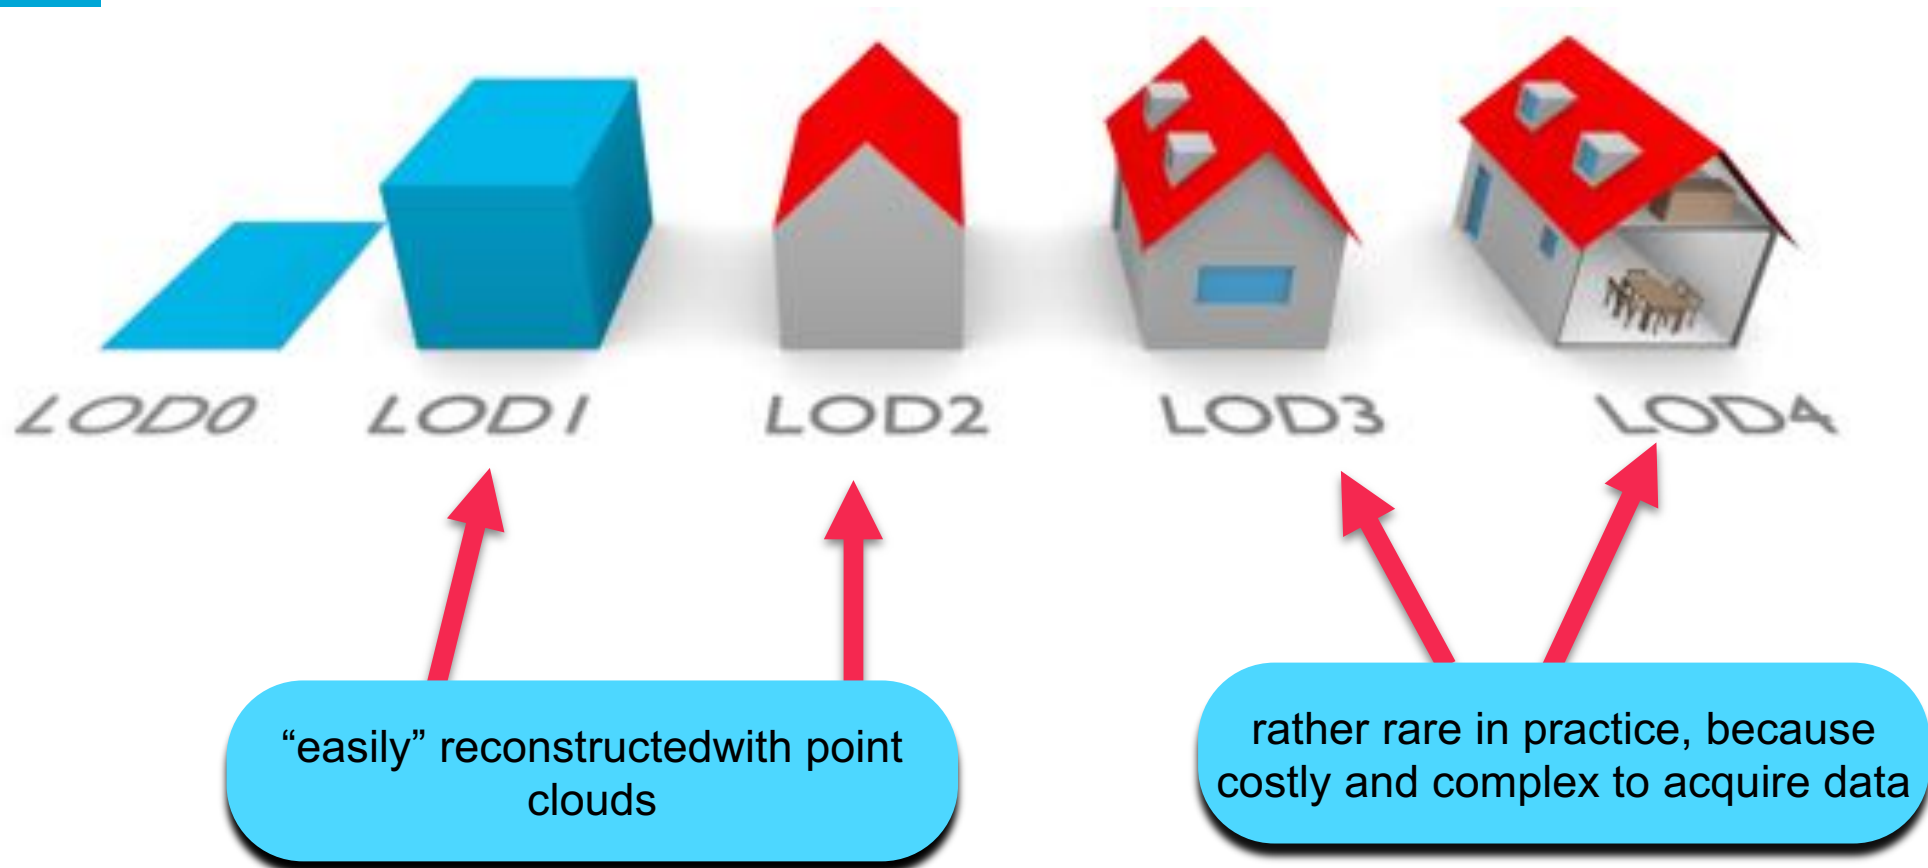 LOD0 LOD1 LOD2 LOD3 LOD4
“easily” reconstructedwith point
clouds
rather rare in practice, because
costly and complex to acquire data